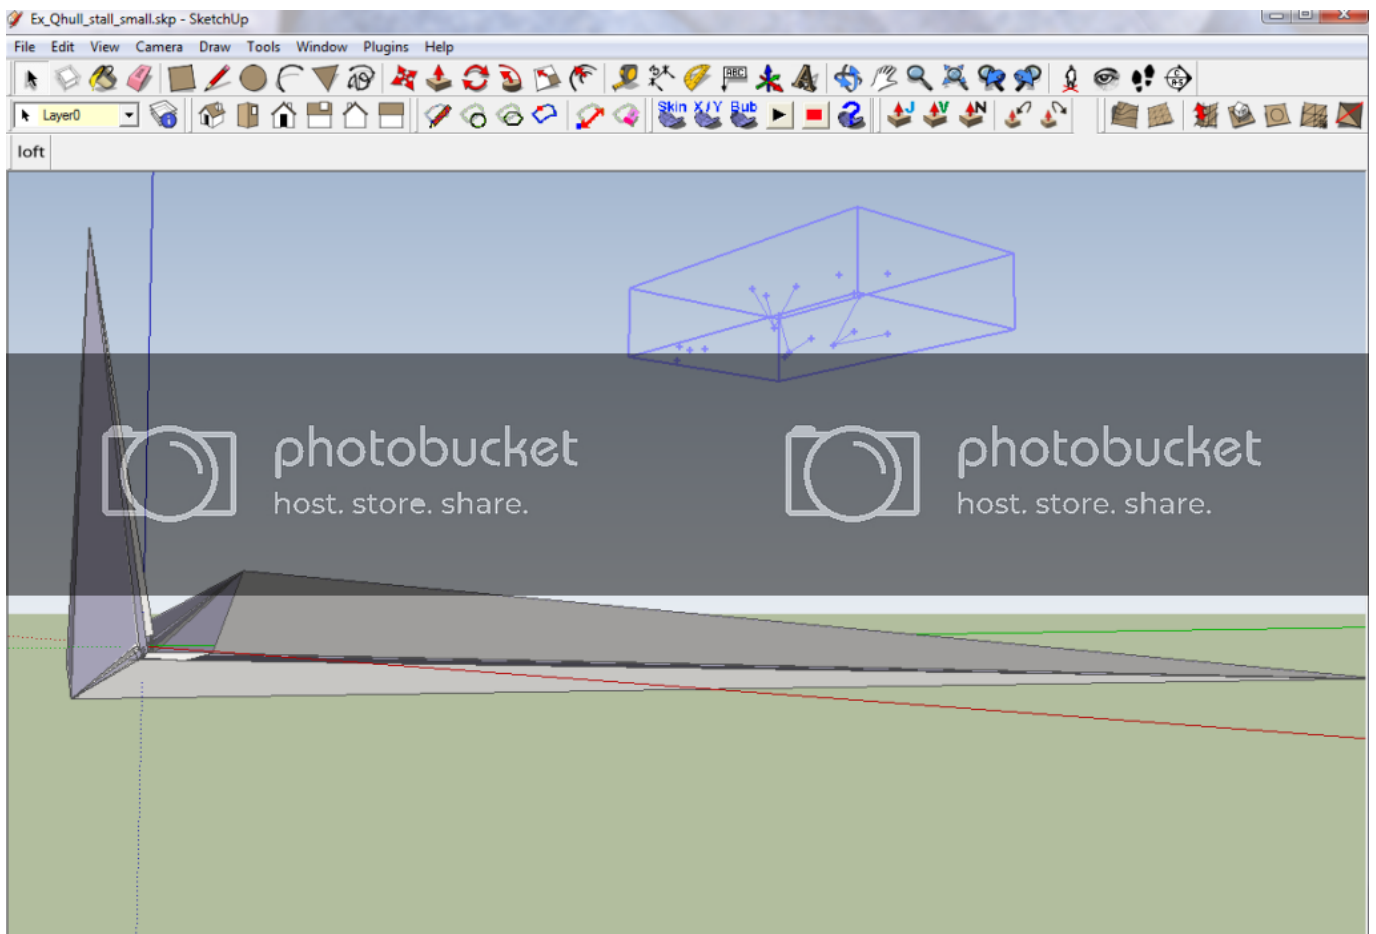 Ex_Qhull_stall_small.skp - SketchUp
File Edit View Camera Draw Tools Window Plugins Help
ABC
Layer0
Skin X/Y Bub
J V N
loft
photobucket photobucket
host. store. share. host. store. share.